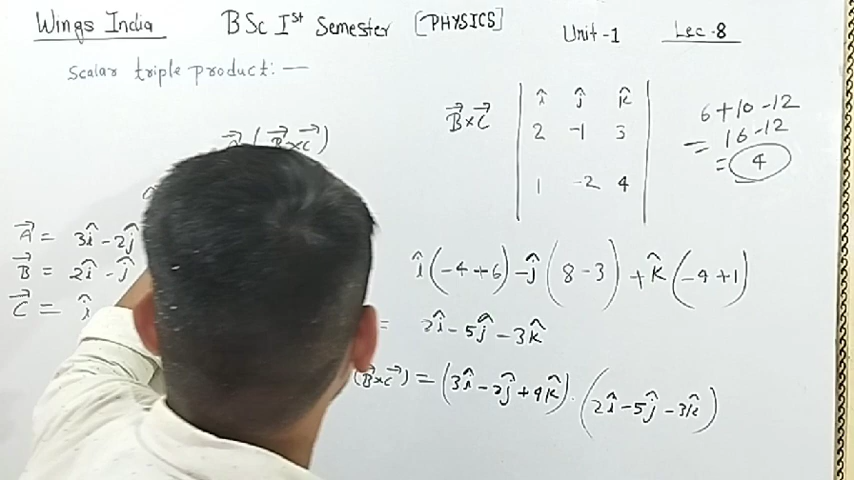 Wings India BSc Ist Semester [PHYSICS] Unit-1 Lec-8
Scalar triple product: —
B⃗×C⃗ | î ĵ k̂ |
| 2 -1 3 |
| 1 -2 4 |
6+10-12
= 16-12
= 4
(B⃗×C⃗)
A⃗ = 3î-2ĵ
B⃗ = 2î-ĵ
C⃗ = î
î(-4+6)-ĵ(8-3)+k̂(-4+1)
= 2î-5ĵ-3k̂
(B⃗×C⃗) = (3î-2ĵ+4k̂).(2î-5ĵ-3k̂)